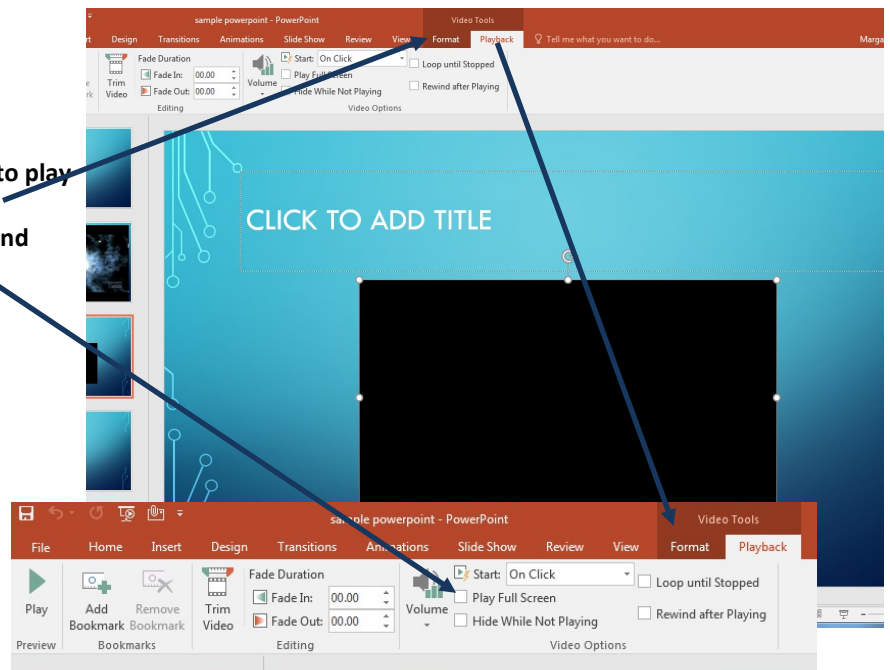 sample powerpoint - PowerPoint Video Tools
Design Transitions Animations Slide Show Review View Format Playback Tell me what you want to do... Marga
Fade Duration Start: On Click Loop until Stopped
Trim Video Fade In: 00.00 Volume Play Full Screen Rewind after Playing
Fade Out: 00.00 Hide While Not Playing
Editing Video Options
to play
nd
CLICK TO ADD TITLE
sample powerpoint - PowerPoint Video Tools
File Home Insert Design Transitions Animations Slide Show Review View Format Playback
Fade Duration Start: On Click Loop until Stopped
Play Add Bookmark Remove Bookmark Trim Video Fade In: 00.00 Volume Play Full Screen Rewind after Playing
Fade Out: 00.00 Hide While Not Playing
Preview Bookmarks Editing Video Options